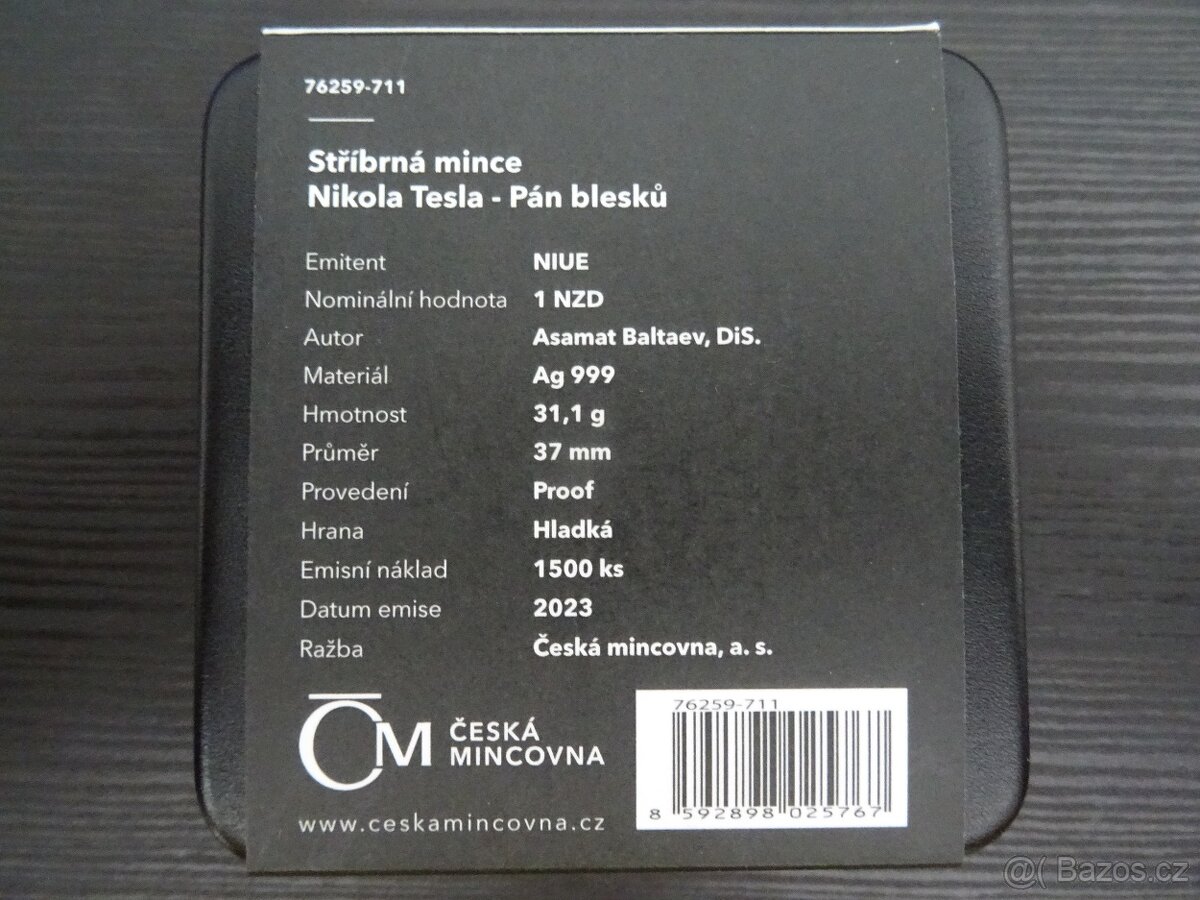 76259-711
Stříbrná mince
Nikola Tesla - Pán blesků
Emitent NIUE
Nominální hodnota 1 NZD
Autor Asamat Baltaev, DiS.
Materiál Ag 999
Hmotnost 31,1 g
Průměr 37 mm
Provedení Proof
Hrana Hladká
Emisní náklad 1500 ks
Datum emise 2023
Ražba Česká mincovna, a. s.
ČM ČESKÁ
MINCOVNA
www.ceskamincovna.cz
76259-711
8 592898 025767
@( Bazos.cz